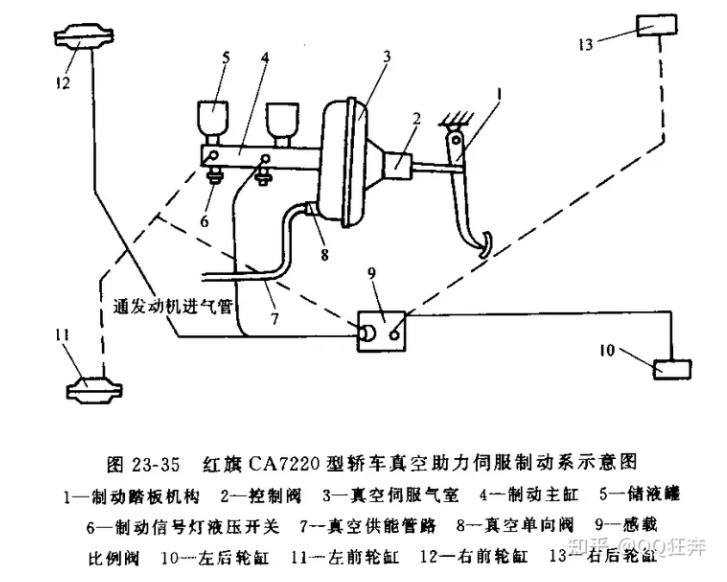 13
12
5
4
3
1
2
6
8
通发动机进气管
7
9
11
10
图 23-35 红旗CA7220型轿车真空助力伺服制动系示意图
1—制动踏板机构 2—控制阀 3—真空伺服气室 4—制动主缸 5—储液罐
6—制动信号灯液压开关 7--真空供能管路 8—真空单向阀 9—感载
比例阀 10—左后轮缸 11—左前轮缸 12—右前轮缸 13—右后轮缸
知乎 @QQ狂奔